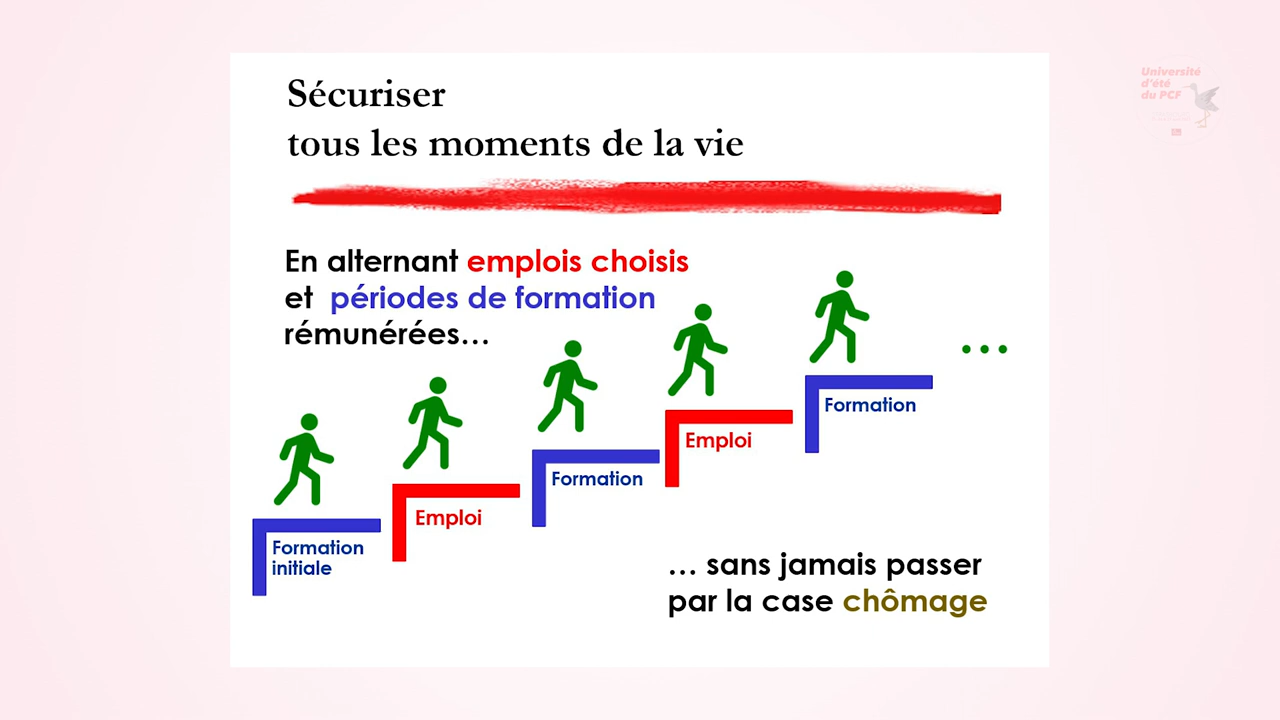 Sécuriser
tous les moments de la vie
Université
d'été
du PCF
En alternant emplois choisis
et périodes de formation
rémunérées...
...
Formation
initiale
Emploi
Formation
Emploi
Formation
... sans jamais passer
par la case chômage